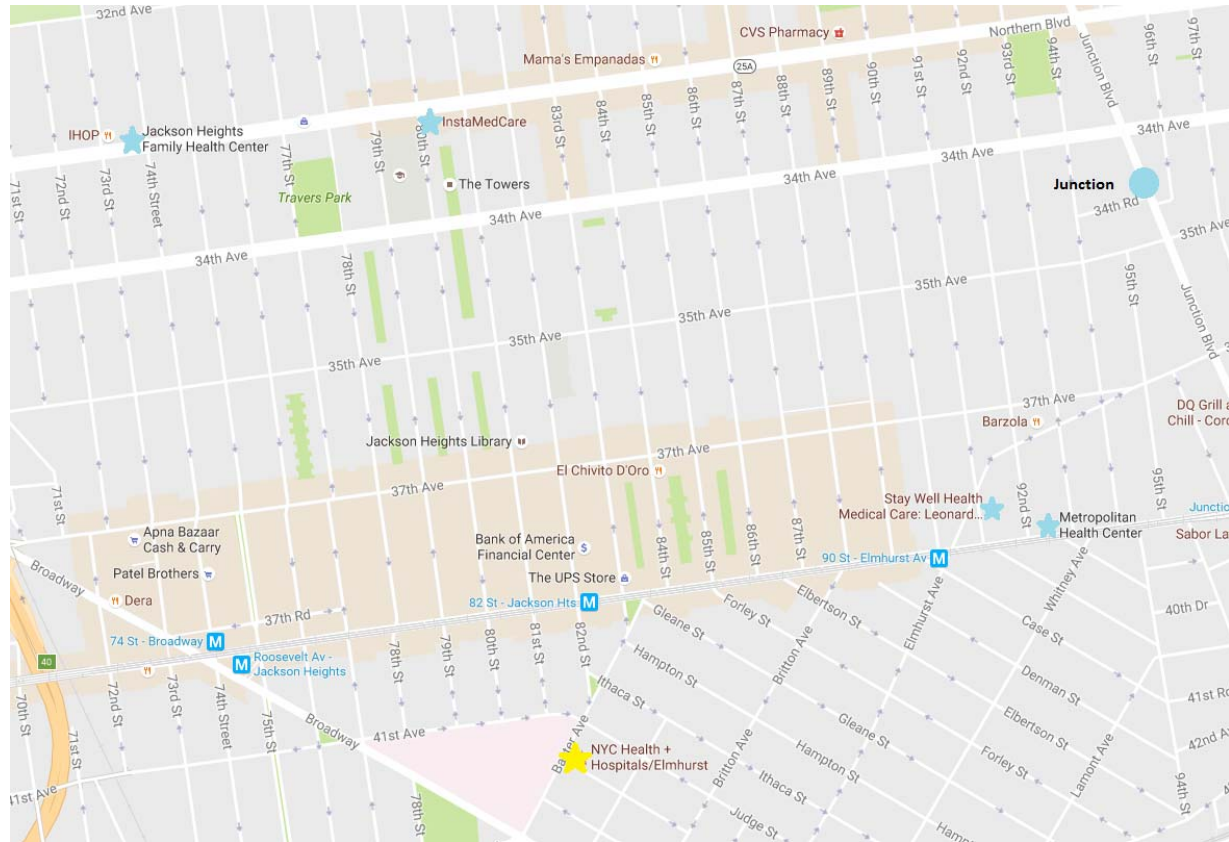 32nd Ave
CVS Pharmacy
Northern Blvd
Mama's Empanadas
25A
Junction Blvd
96th St
97th St
94th St
93rd St
92nd St
91st St
90th St
89th St
88th St
87th St
86th St
85th St
84th St
83rd St
IHOP
Jackson Heights
Family Health Center
InstaMedCare
80th St
79th St
77th St
74th Street
73rd St
72nd St
71st St
34th Ave
34th Ave
34th Ave
The Towers
Travers Park
Junction
34th Rd
34th Ave
78th St
35th Ave
35th Ave
35th Ave
35th Ave
95th St
Junction Blvd
37th Ave
Barzola
DQ Grill
Chill - Coro
Jackson Heights Library
37th Ave
El Chivito D'Oro
37th Ave
71st St
Stay Well Health
Medical Care: Leonard...
92nd St
95th St
Metropolitan
Health Center
Junctio
Sabor La
Apna Bazaar
Cash & Carry
Patel Brothers
Dera
Broadway
Bank of America
Financial Center
The UPS Store
84th St
85th St
86th St
87th St
90 St - Elmhurst Av
82 St - Jackson Hts
37th Rd
74 St - Broadway
Roosevelt Av -
Jackson Heights
40
Whitney Ave
40th Dr
Elmhurst Ave
Case St
Elbertson St
Forley St
Gleane St
Britton Ave
Hampton St
Ithaca St
78th St
79th St
80th St
81st St
82nd St
70th St
71st St
72nd St
73rd St
74th Street
75th St
Broadway
41st Ave
Baxter Ave
NYC Health +
Hospitals/Elmhurst
Denman St
Elbertson St
Forley St
41st Rd
42nd Av
Lamont Ave
94th St
Gleane St
Hampton St
Ithaca St
Judge St
Britton Ave
41st Ave
78th St
Hampt